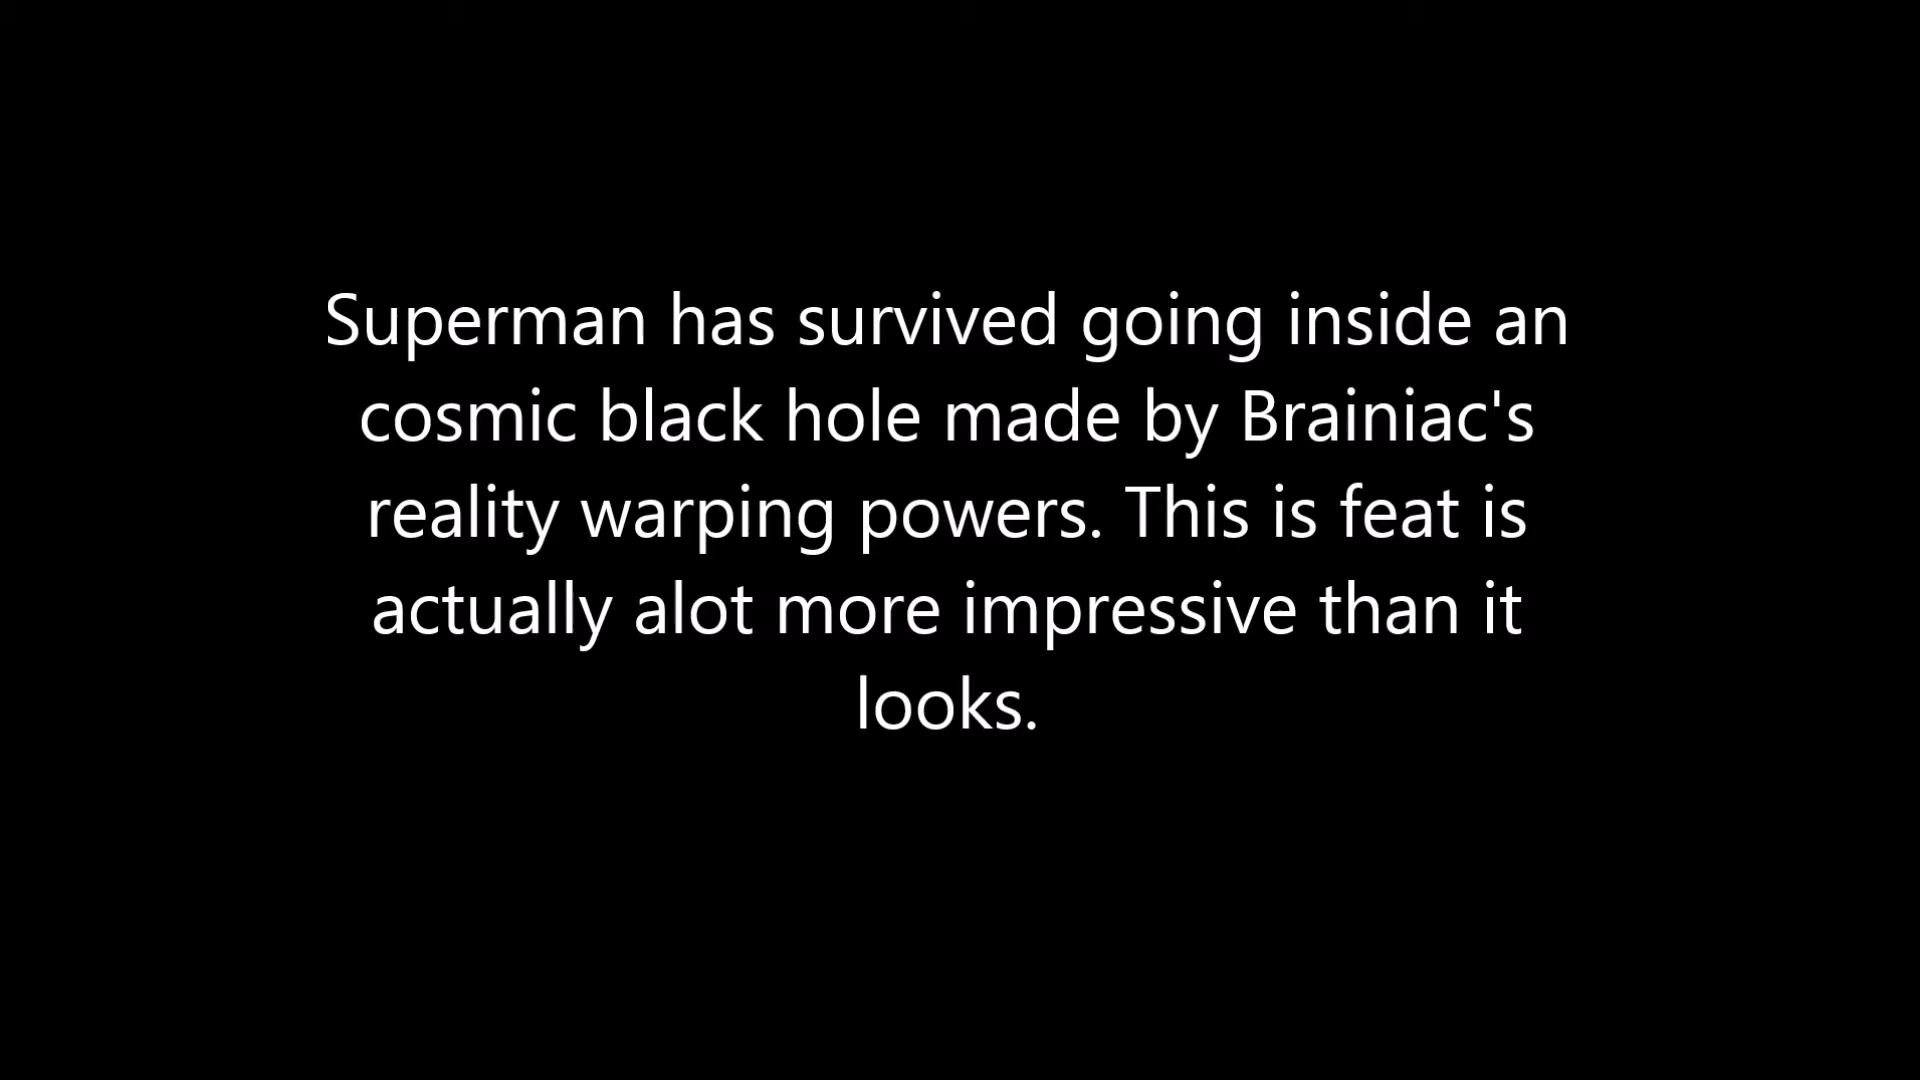 Superman has survived going inside an
cosmic black hole made by Brainiac's
reality warping powers. This is feat is
actually alot more impressive than it
looks.